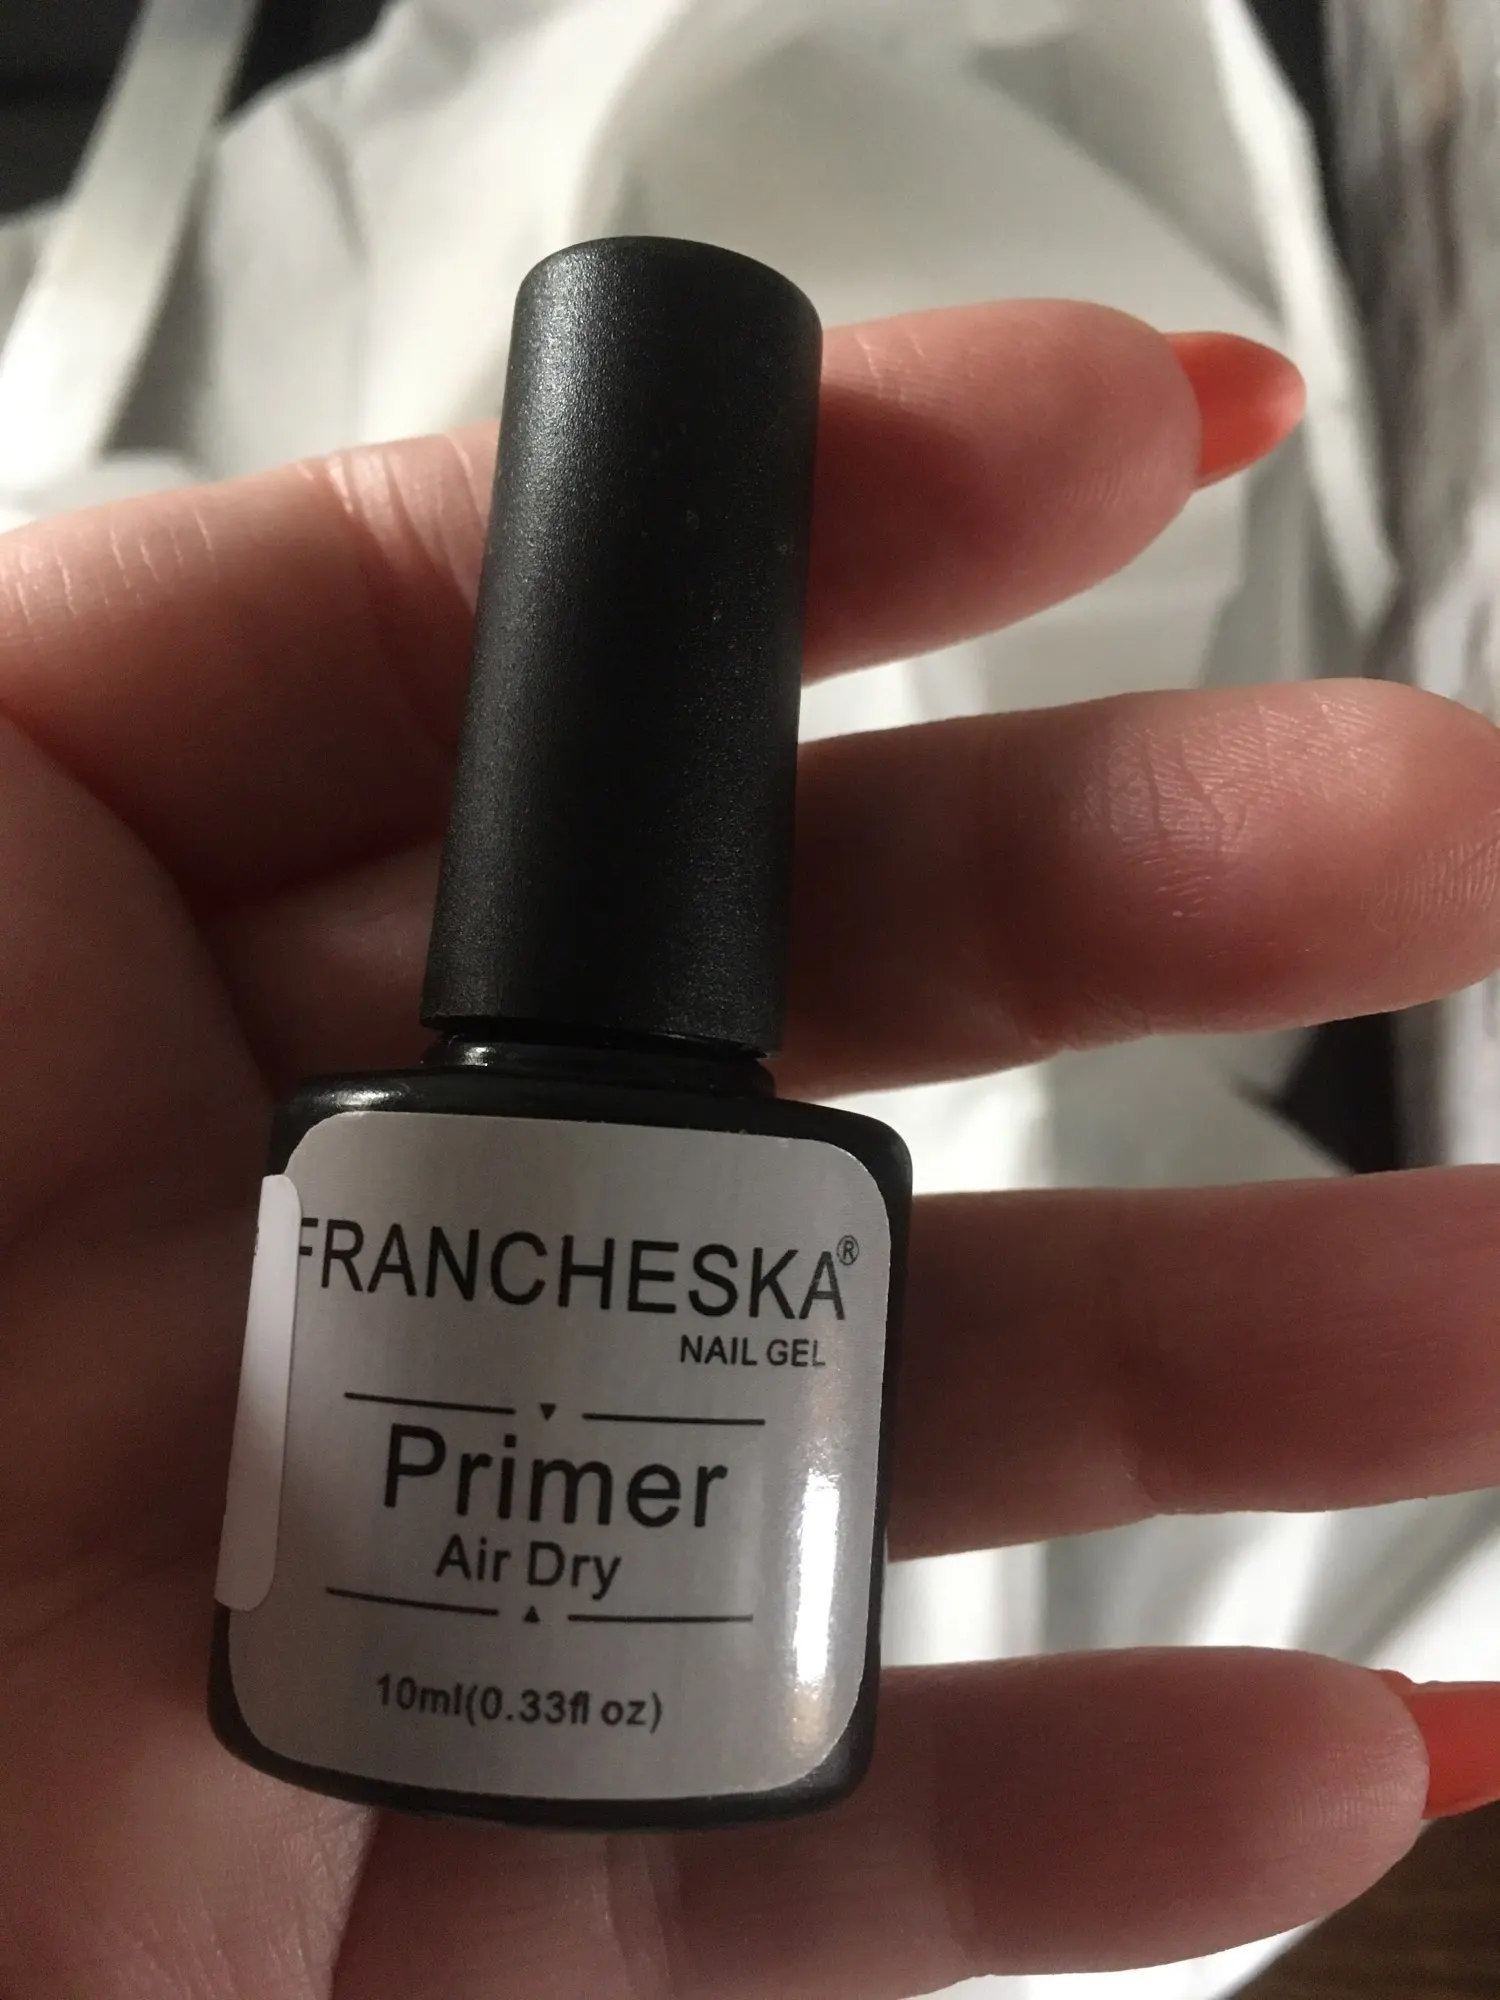 FRANCHESKA®
NAIL GEL
Primer
Air Dry
10ml(0.33fl oz)